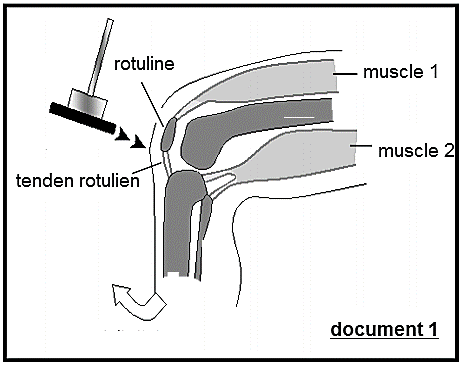 rotuline
muscle 1
muscle 2
tenden rotulien
document 1